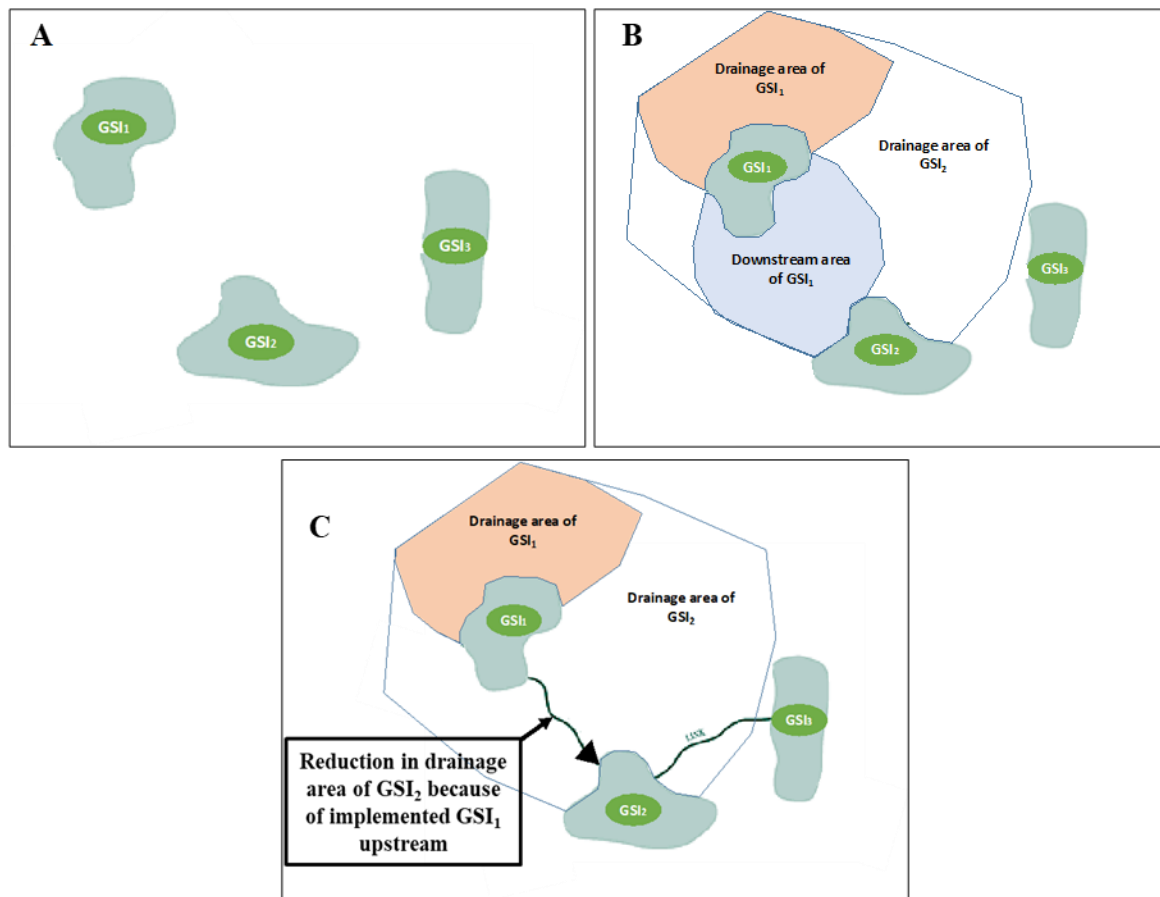 A
GSI₁
GSI₃
GSI₂
B
Drainage area of
GSI₁
GSI₁
Drainage area of
GSI₂
Downstream area
of GSI₁
GSI₃
GSI₂
C
Drainage area of
GSI₁
Drainage area of
GSI₂
GSI₁
GSI₃
LINK
Reduction in drainage
area of GSI₂ because
of implemented GSI₁
upstream
GSI₂